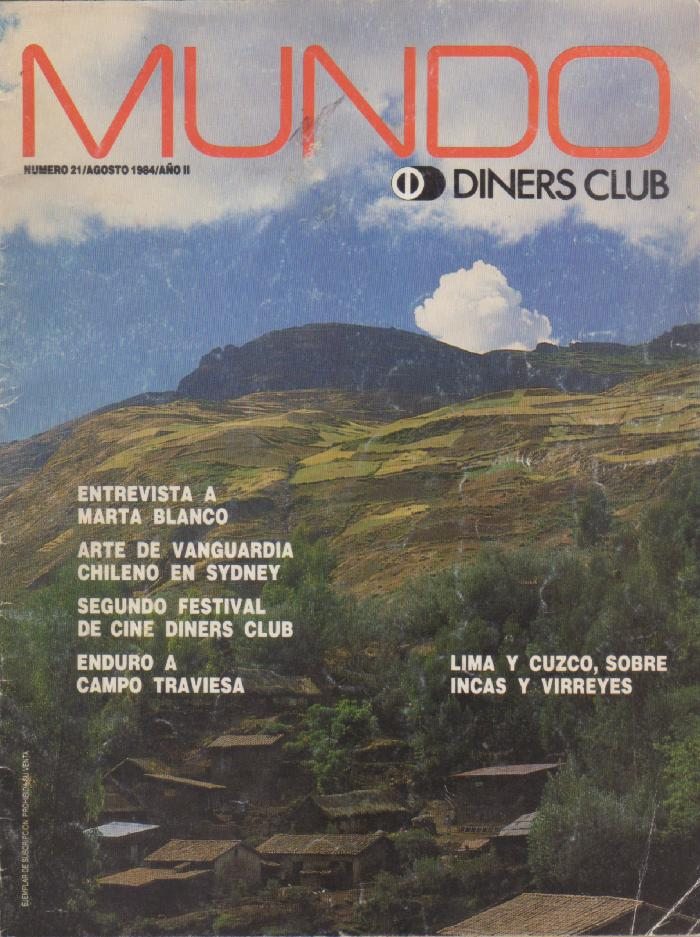 MUNDO
NUMERO 21/AGOSTO 1984/AÑO II
DINERS CLUB
ENTREVISTA A
MARTA BLANCO
ARTE DE VANGUARDIA
CHILENO EN SYDNEY
SEGUNDO FESTIVAL
DE CINE DINERS CLUB
ENDURO A
CAMPO TRAVIESA
LIMA Y CUZCO, SOBRE
INCAS Y VIRREYES
EJEMPLAR DE SUSCRIPCION PROHIBIDA SU VENTA